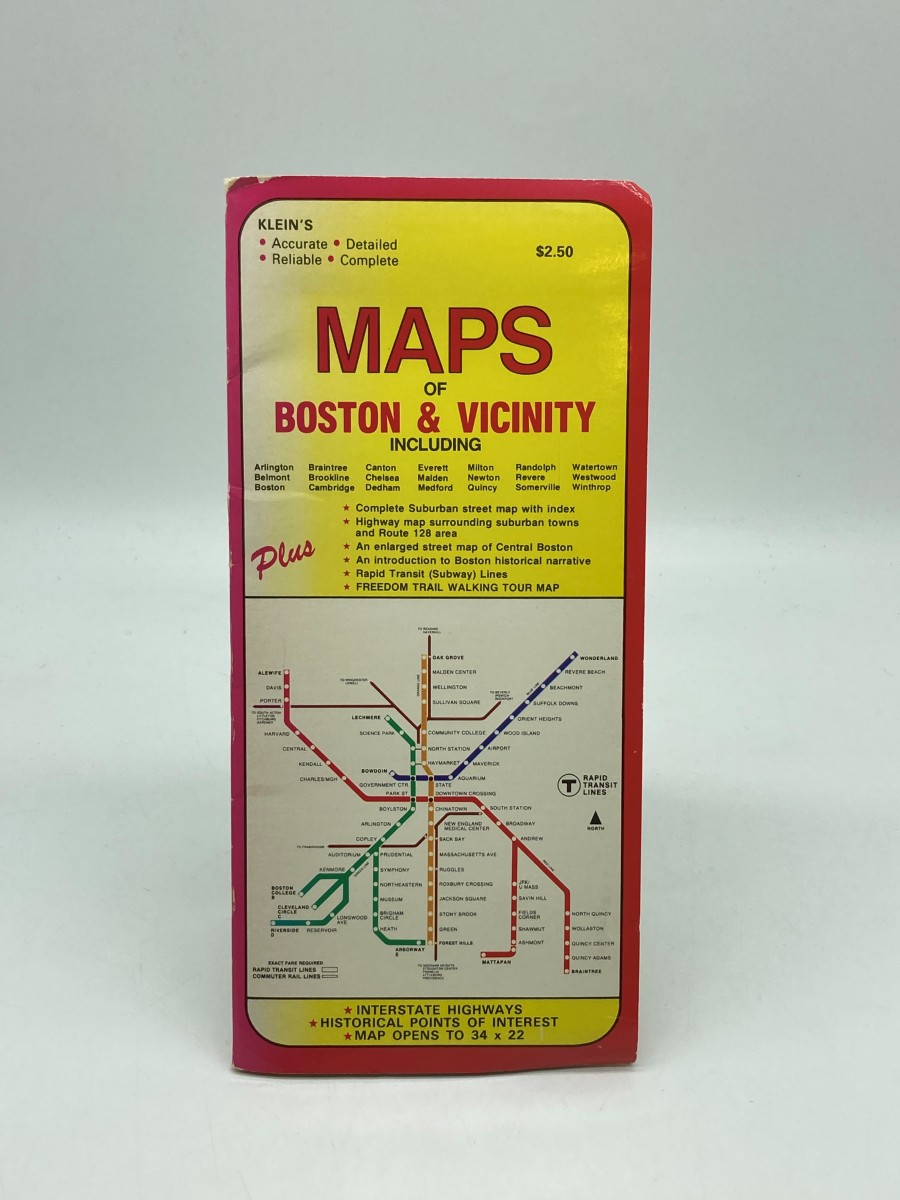 KLEIN'S
• Accurate • Detailed
• Reliable • Complete
$2.50
MAPS
OF
BOSTON & VICINITY
INCLUDING
Arlington Braintree Canton Everett Milton Randolph Watertown
Belmont Brookline Chelsea Malden Newton Revere Westwood
Boston Cambridge Dedham Medford Quincy Somerville Winthrop
Plus
★ Complete Suburban street map with index
★ Highway map surrounding suburban towns
and Route 128 area
★ An enlarged street map of Central Boston
★ An introduction to Boston historical narrative
★ Rapid Transit (Subway) Lines
★ FREEDOM TRAIL WALKING TOUR MAP
TO READING
HAVERHILL
OAK GROVE
WONDERLAND
ALEWIFE
MALDEN CENTER
REVERE BEACH
DAVIS
WELLINGTON
BEACHMONT
PORTER
SULLIVAN SQUARE
SUFFOLK DOWNS
LECHMERE
ORIENT HEIGHTS
HARVARD
SCIENCE PARK
COMMUNITY COLLEGE
WOOD ISLAND
CENTRAL
NORTH STATION
AIRPORT
KENDALL
HAYMARKET
MAVERICK
BOWDOIN
CHARLES/MGH
GOVERNMENT CTR.
STATE
AQUARIUM
PARK ST.
DOWNTOWN CROSSING
BOYLSTON
CHINATOWN
SOUTH STATION
T
RAPID
TRANSIT
LINES
NORTH
ARLINGTON
NEW ENGLAND
MEDICAL CENTER
BROADWAY
COPLEY
BACK BAY
ANDREW
TO FRAMINGHAM
AUDITORIUM
PRUDENTIAL
MASSACHUSETTS AVE.
KENMORE
SYMPHONY
RUGGLES
BOSTON
COLLEGE
B
NORTHEASTERN
ROXBURY CROSSING
JFK/
U MASS
MUSEUM
JACKSON SQUARE
SAVIN HILL
CLEVELAND
CIRCLE
C
LONGWOOD
AVE.
BRIGHAM
CIRCLE
STONY BROOK
FIELDS
CORNER
NORTH QUINCY
RIVERSIDE
D
RESERVOIR
HEATH
GREEN
SHAWMUT
WOLLASTON
ARBORWAY
E
FOREST HILLS
ASHMONT
QUINCY CENTER
MATTAPAN
QUINCY ADAMS
BRAINTREE
EXACT FARE REQUIRED
RAPID TRANSIT LINES
COMMUTER RAIL LINES
★ INTERSTATE HIGHWAYS
★ HISTORICAL POINTS OF INTEREST
★ MAP OPENS TO 34 x 22